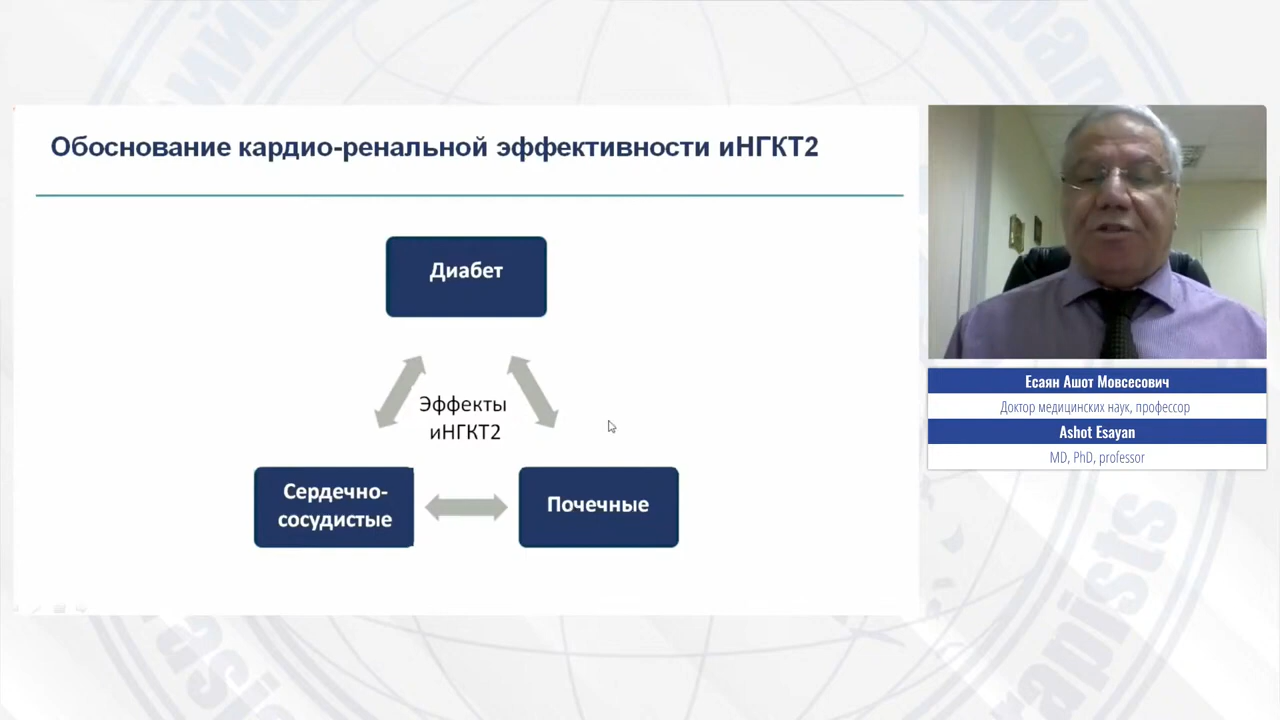 Обоснование кардио-ренальной эффективности иНГКТ2
Диабет
Эффекты
иНГКТ2
Сердечно-
сосудистые
Почечные
Есаян Ашот Мовсесович
Доктор медицинских наук, профессор
Ashot Esayan
MD, PhD, professor